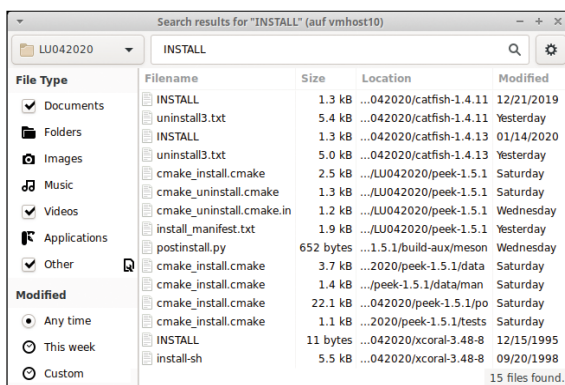 Search results for "INSTALL" (auf vmhost10)
LU042020 INSTALL
File Type
Documents
Folders
Images
Music
Videos
Applications
Other
Modified
Any time
This week
Custom
Filename Size Location Modified
INSTALL 1.3 kB ...042020/catfish-1.4.11 12/21/2019
uninstall3.txt 5.4 kB ...042020/catfish-1.4.11 Yesterday
INSTALL 1.3 kB ...042020/catfish-1.4.13 01/14/2020
uninstall3.txt 5.0 kB ...042020/catfish-1.4.13 Yesterday
cmake_install.cmake 2.5 kB .../LU042020/peek-1.5.1 Saturday
cmake_uninstall.cmake 1.3 kB .../LU042020/peek-1.5.1 Saturday
cmake_uninstall.cmake.in 1.2 kB .../LU042020/peek-1.5.1 Wednesday
install_manifest.txt 1.9 kB .../LU042020/peek-1.5.1 Yesterday
postinstall.py 652 bytes ...1.5.1/build-aux/meson Wednesday
cmake_install.cmake 3.7 kB ...2020/peek-1.5.1/data Saturday
cmake_install.cmake 1.4 kB .../peek-1.5.1/data/man Saturday
cmake_install.cmake 22.1 kB ...042020/peek-1.5.1/po Saturday
cmake_install.cmake 1.1 kB ...2020/peek-1.5.1/tests Saturday
INSTALL 11 bytes ...042020/xcoral-3.48-8 12/15/1995
install-sh 5.5 kB ...042020/xcoral-3.48-8 09/20/1998
15 files found.